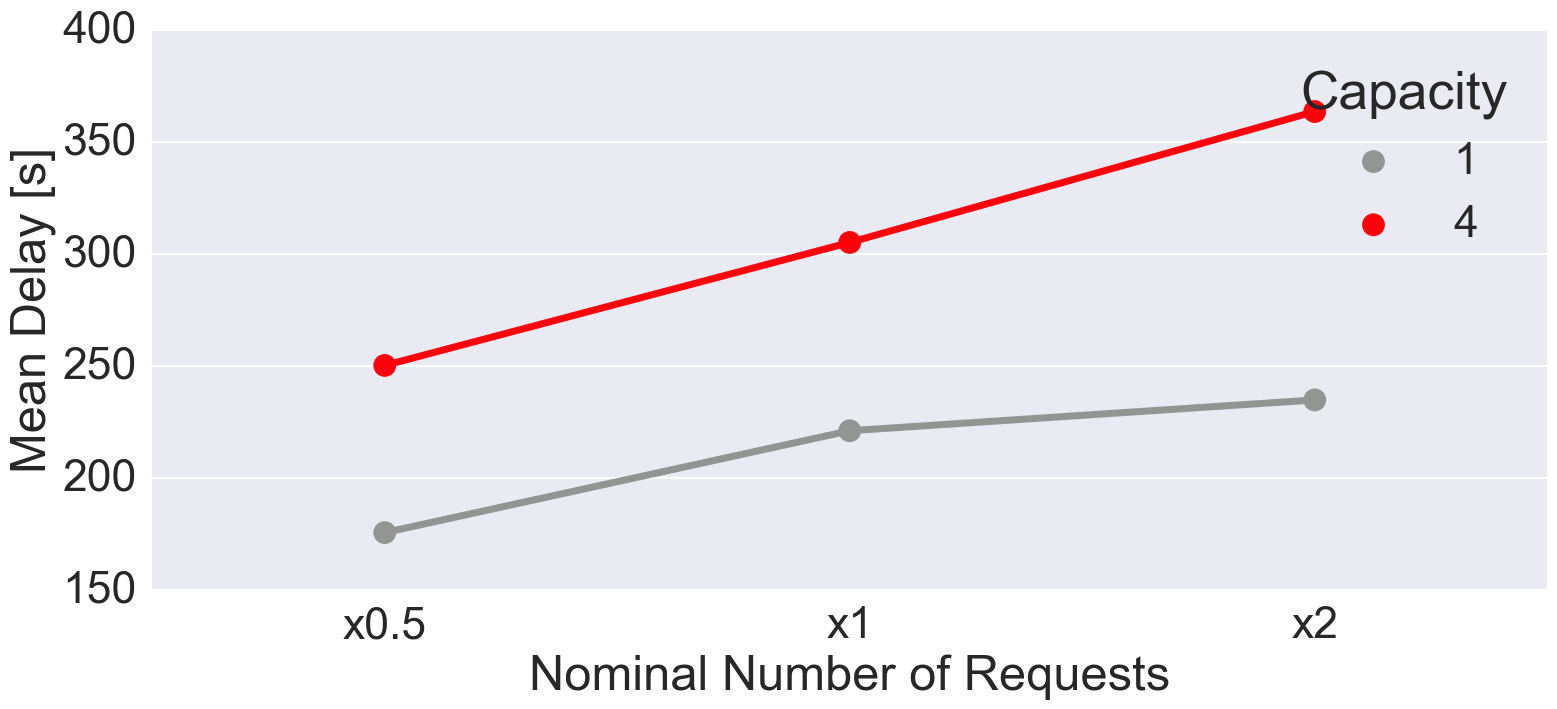 400
350
300
250
200
150
Mean Delay [s]
Capacity
1
4
x0.5
x1
x2
Nominal Number of Requests